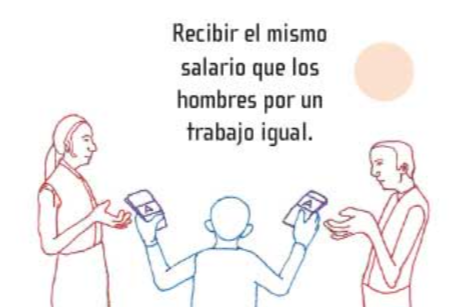 Recibir el mismo
salario que los
hombres por un
trabajo igual.
A A